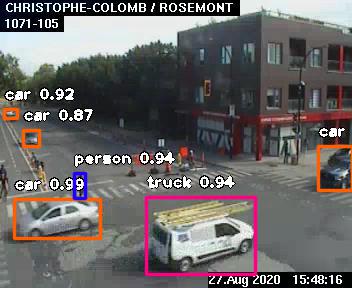 CHRISTOPHE-COLOMB / ROSEMONT
1071-105
car 0.92
car 0.87
car
person 0.94
car 0.99
truck 0.94
27.Aug 2020 15:48:16